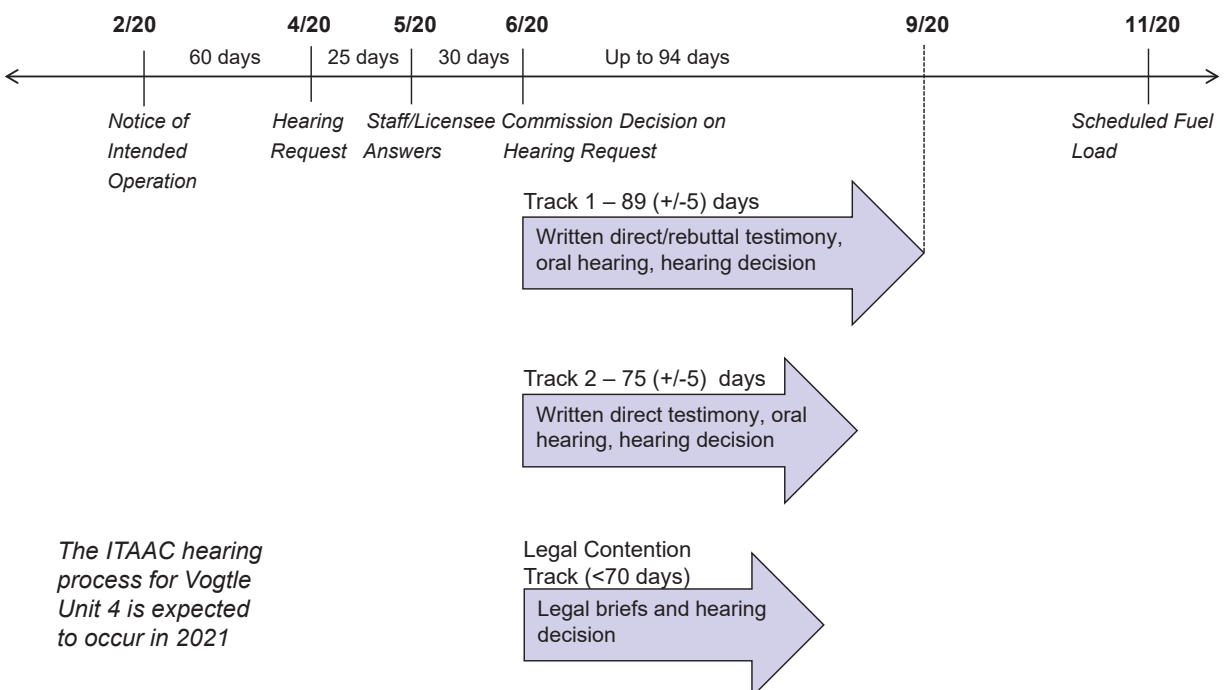 2/20 4/20 5/20 6/20 9/20 11/20
60 days 25 days 30 days Up to 94 days
Notice of
Intended
Operation
Hearing
Request
Staff/Licensee
Answers
Commission Decision on
Hearing Request
Scheduled Fuel
Load
Track 1 – 89 (+/-5) days
Written direct/rebuttal testimony,
oral hearing, hearing decision
Track 2 – 75 (+/-5) days
Written direct testimony, oral
hearing, hearing decision
The ITAAC hearing
process for Vogtle
Unit 4 is expected
to occur in 2021
Legal Contention
Track (<70 days)
Legal briefs and hearing
decision